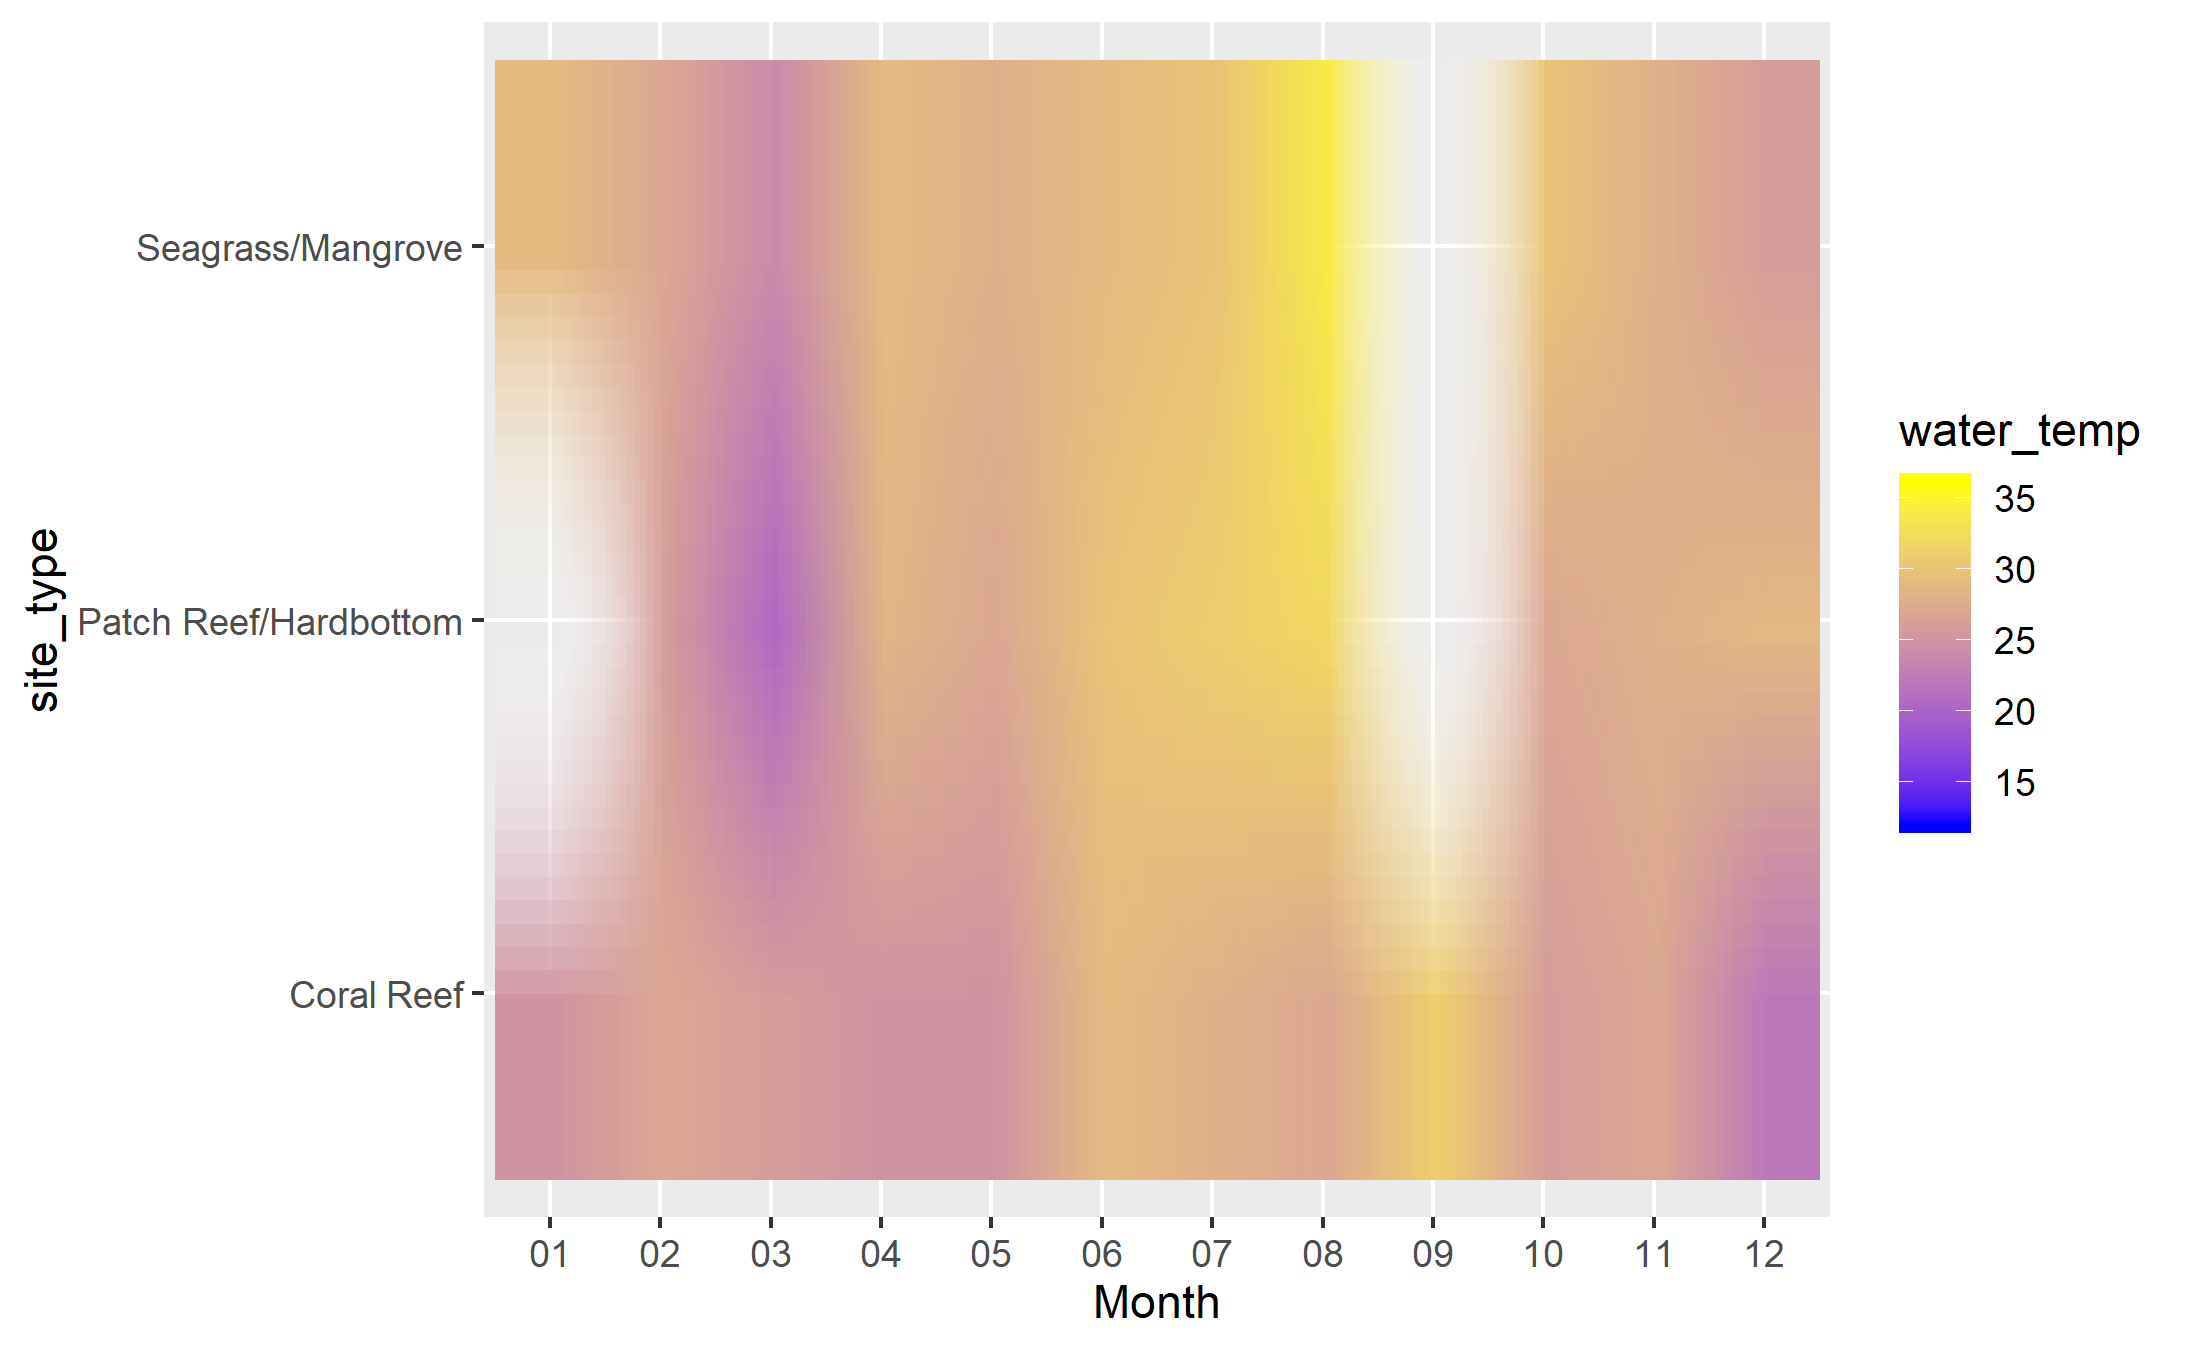 site_type
Seagrass/Mangrove
Patch Reef/Hardbottom
Coral Reef
01 02 03 04 05 06 07 08 09 10 11 12
Month
water_temp
35
30
25
20
15